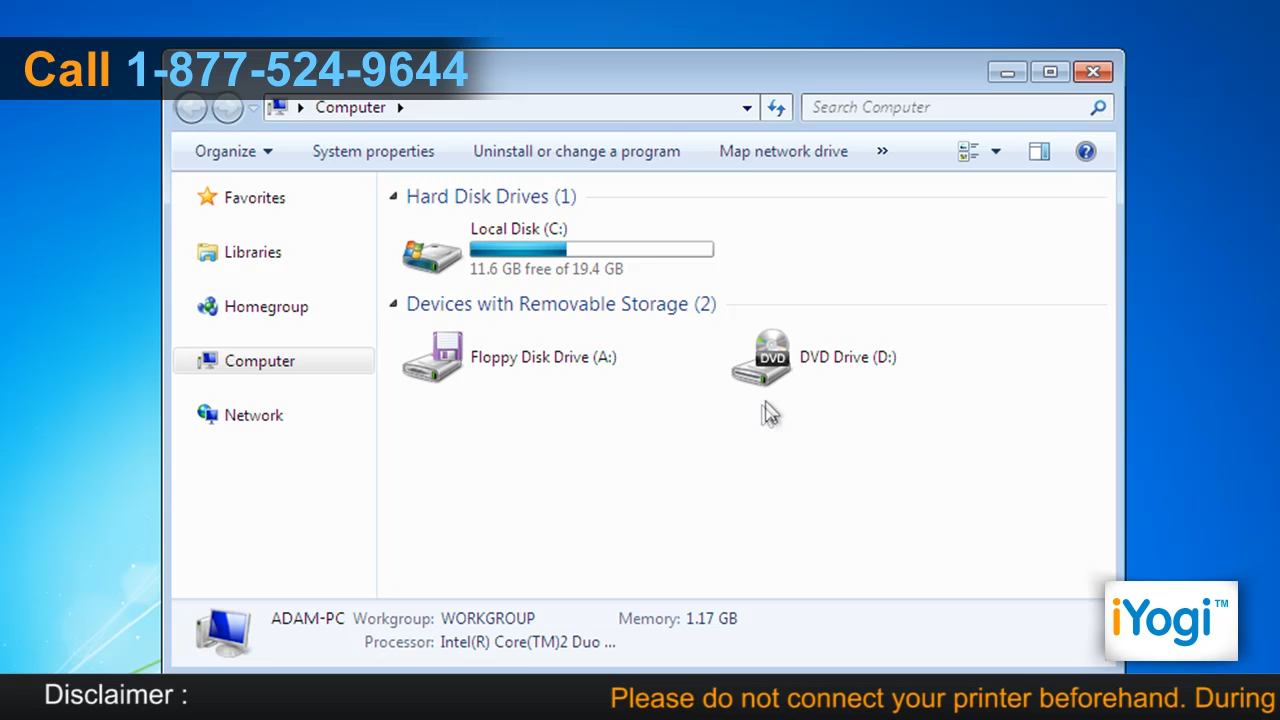 Call 1-877-524-9644
Computer
Search Computer
Organize
System properties
Uninstall or change a program
Map network drive
»
Favorites
Libraries
Homegroup
Computer
Network
Hard Disk Drives (1)
Local Disk (C:)
11.6 GB free of 19.4 GB
Devices with Removable Storage (2)
Floppy Disk Drive (A:)
DVD
DVD Drive (D:)
ADAM-PC Workgroup: WORKGROUP Memory: 1.17 GB
Processor: Intel(R) Core(TM)2 Duo ...
iYogi™
Disclaimer :
Please do not connect your printer beforehand. During